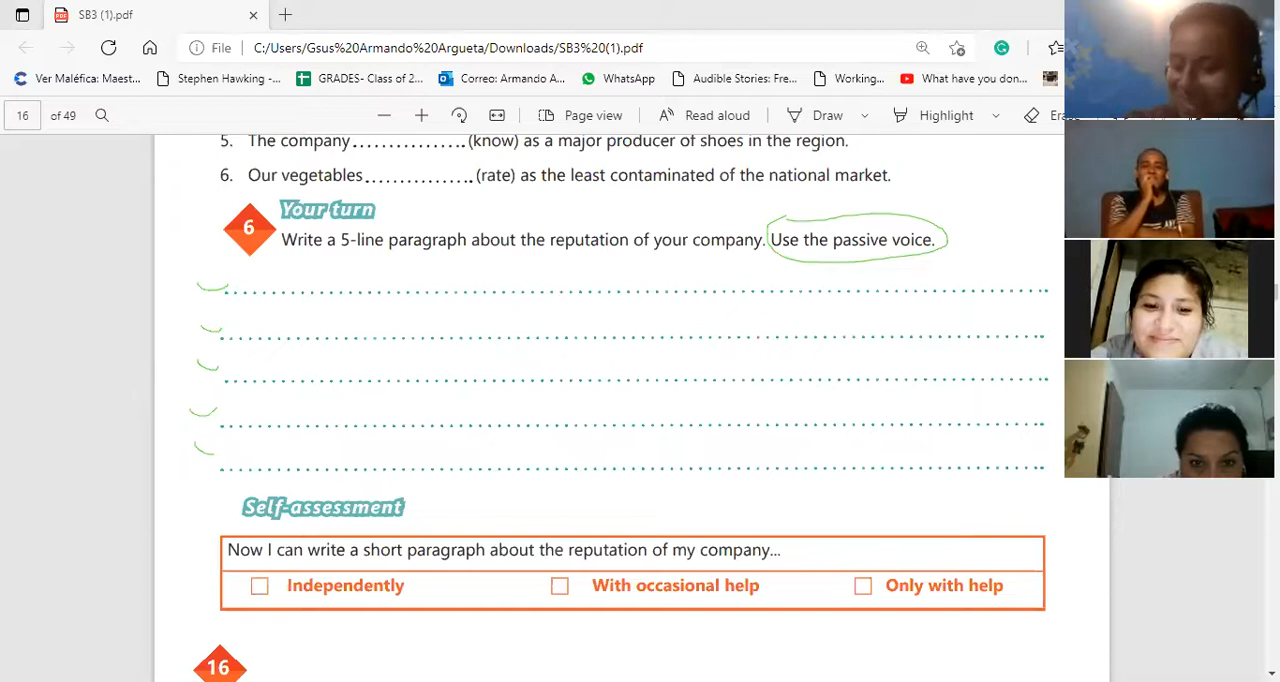 SB3 (1).pdf
File C:/Users/Gsus%20Armando%20Argueta/Downloads/SB3%20(1).pdf
Ver Maléfica: Maest... Stephen Hawking -... GRADES- Class of 2... Correo: Armando A... WhatsApp Audible Stories: Fre... Working... What have you don...
16 of 49 Page view Read aloud Draw Highlight
5. The company................(know) as a major producer of shoes in the region.
6. Our vegetables................(rate) as the least contaminated of the national market.
Your turn
6 Write a 5-line paragraph about the reputation of your company. Use the passive voice.
Self-assessment
Now I can write a short paragraph about the reputation of my company...
Independently With occasional help Only with help
16